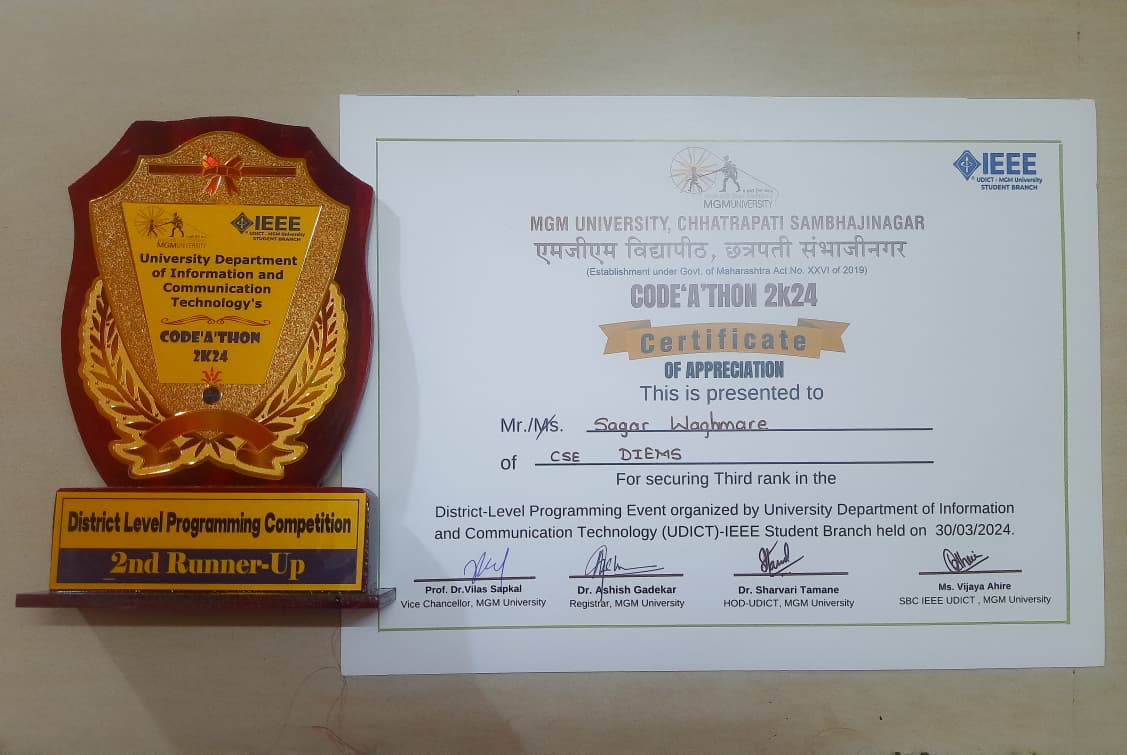 MGMUNIVERSITY
IEEE
UDICT - MGM University
STUDENT BRANCH
University Department
of Information and
Communication
Technology's
CODE'A'THON
2K24
District Level Programming Competition
2nd Runner-Up
MGMUNIVERSITY
IEEE
UDICT - MGM University
STUDENT BRANCH
MGM UNIVERSITY, CHHATRAPATI SAMBHAJINAGAR
एमजीएम विद्यापीठ, छत्रपती संभाजीनगर
(Establishment under Govt. of Maharashtra Act No. XXVI of 2019)
CODE'A'THON 2K24
Certificate
OF APPRECIATION
This is presented to
Mr./Ms. Sagar Waghmare
of CSE DIEMS
For securing Third rank in the
District-Level Programming Event organized by University Department of Information
and Communication Technology (UDICT)-IEEE Student Branch held on 30/03/2024.
Prof. Dr.Vilas Sapkal
Vice Chancellor, MGM University
Dr. Ashish Gadekar
Registrar, MGM University
Dr. Sharvari Tamane
HOD-UDICT, MGM University
Ms. Vijaya Ahire
SBC IEEE UDICT , MGM University